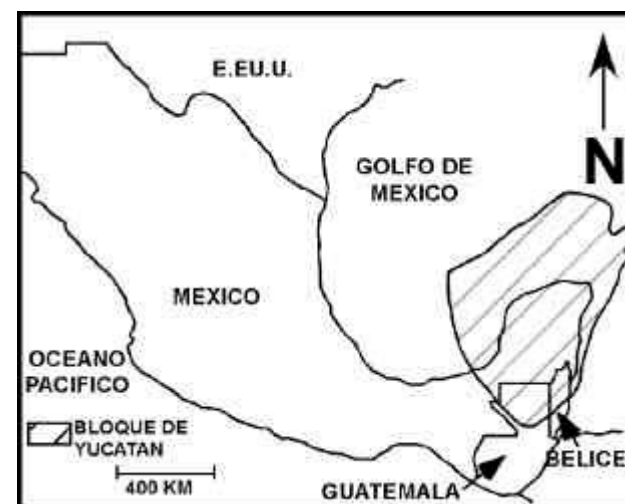 E.EU.U.
GOLFO DE
MEXICO
N
MEXICO
OCEANO
PACIFICO
BLOQUE DE
YUCATAN
400 KM
GUATEMALA
BELICE